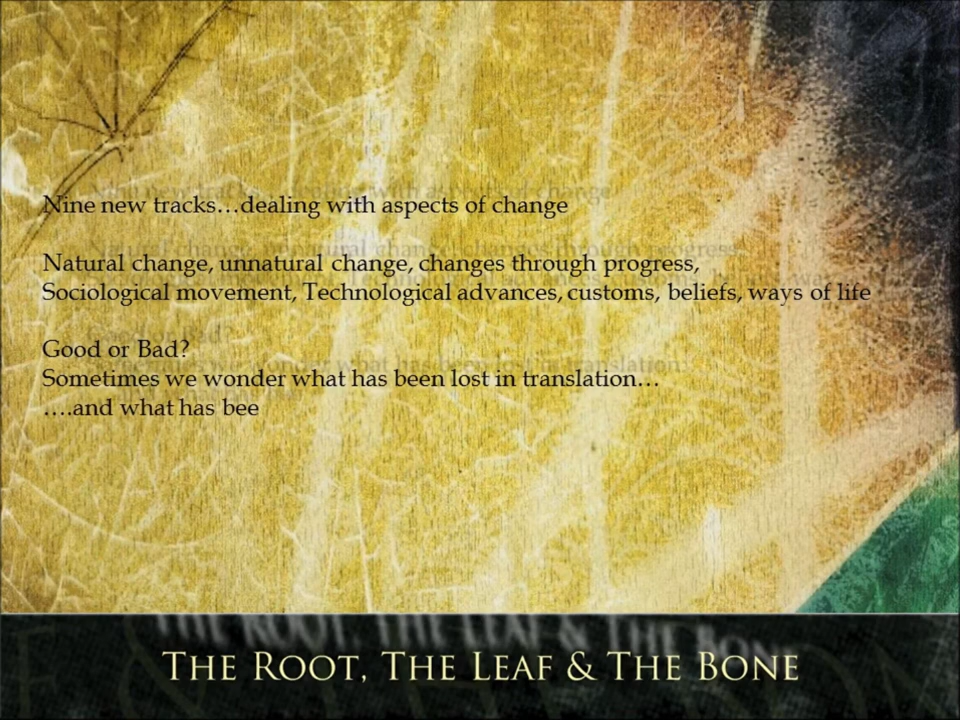 Nine new tracks…dealing with aspects of change
Natural change, unnatural change, changes through progress,
Sociological movement, Technological advances, customs, beliefs, ways of life
Good or Bad?
Sometimes we wonder what has been lost in translation…
….and what has bee
THE ROOT, THE LEAF & THE BONE